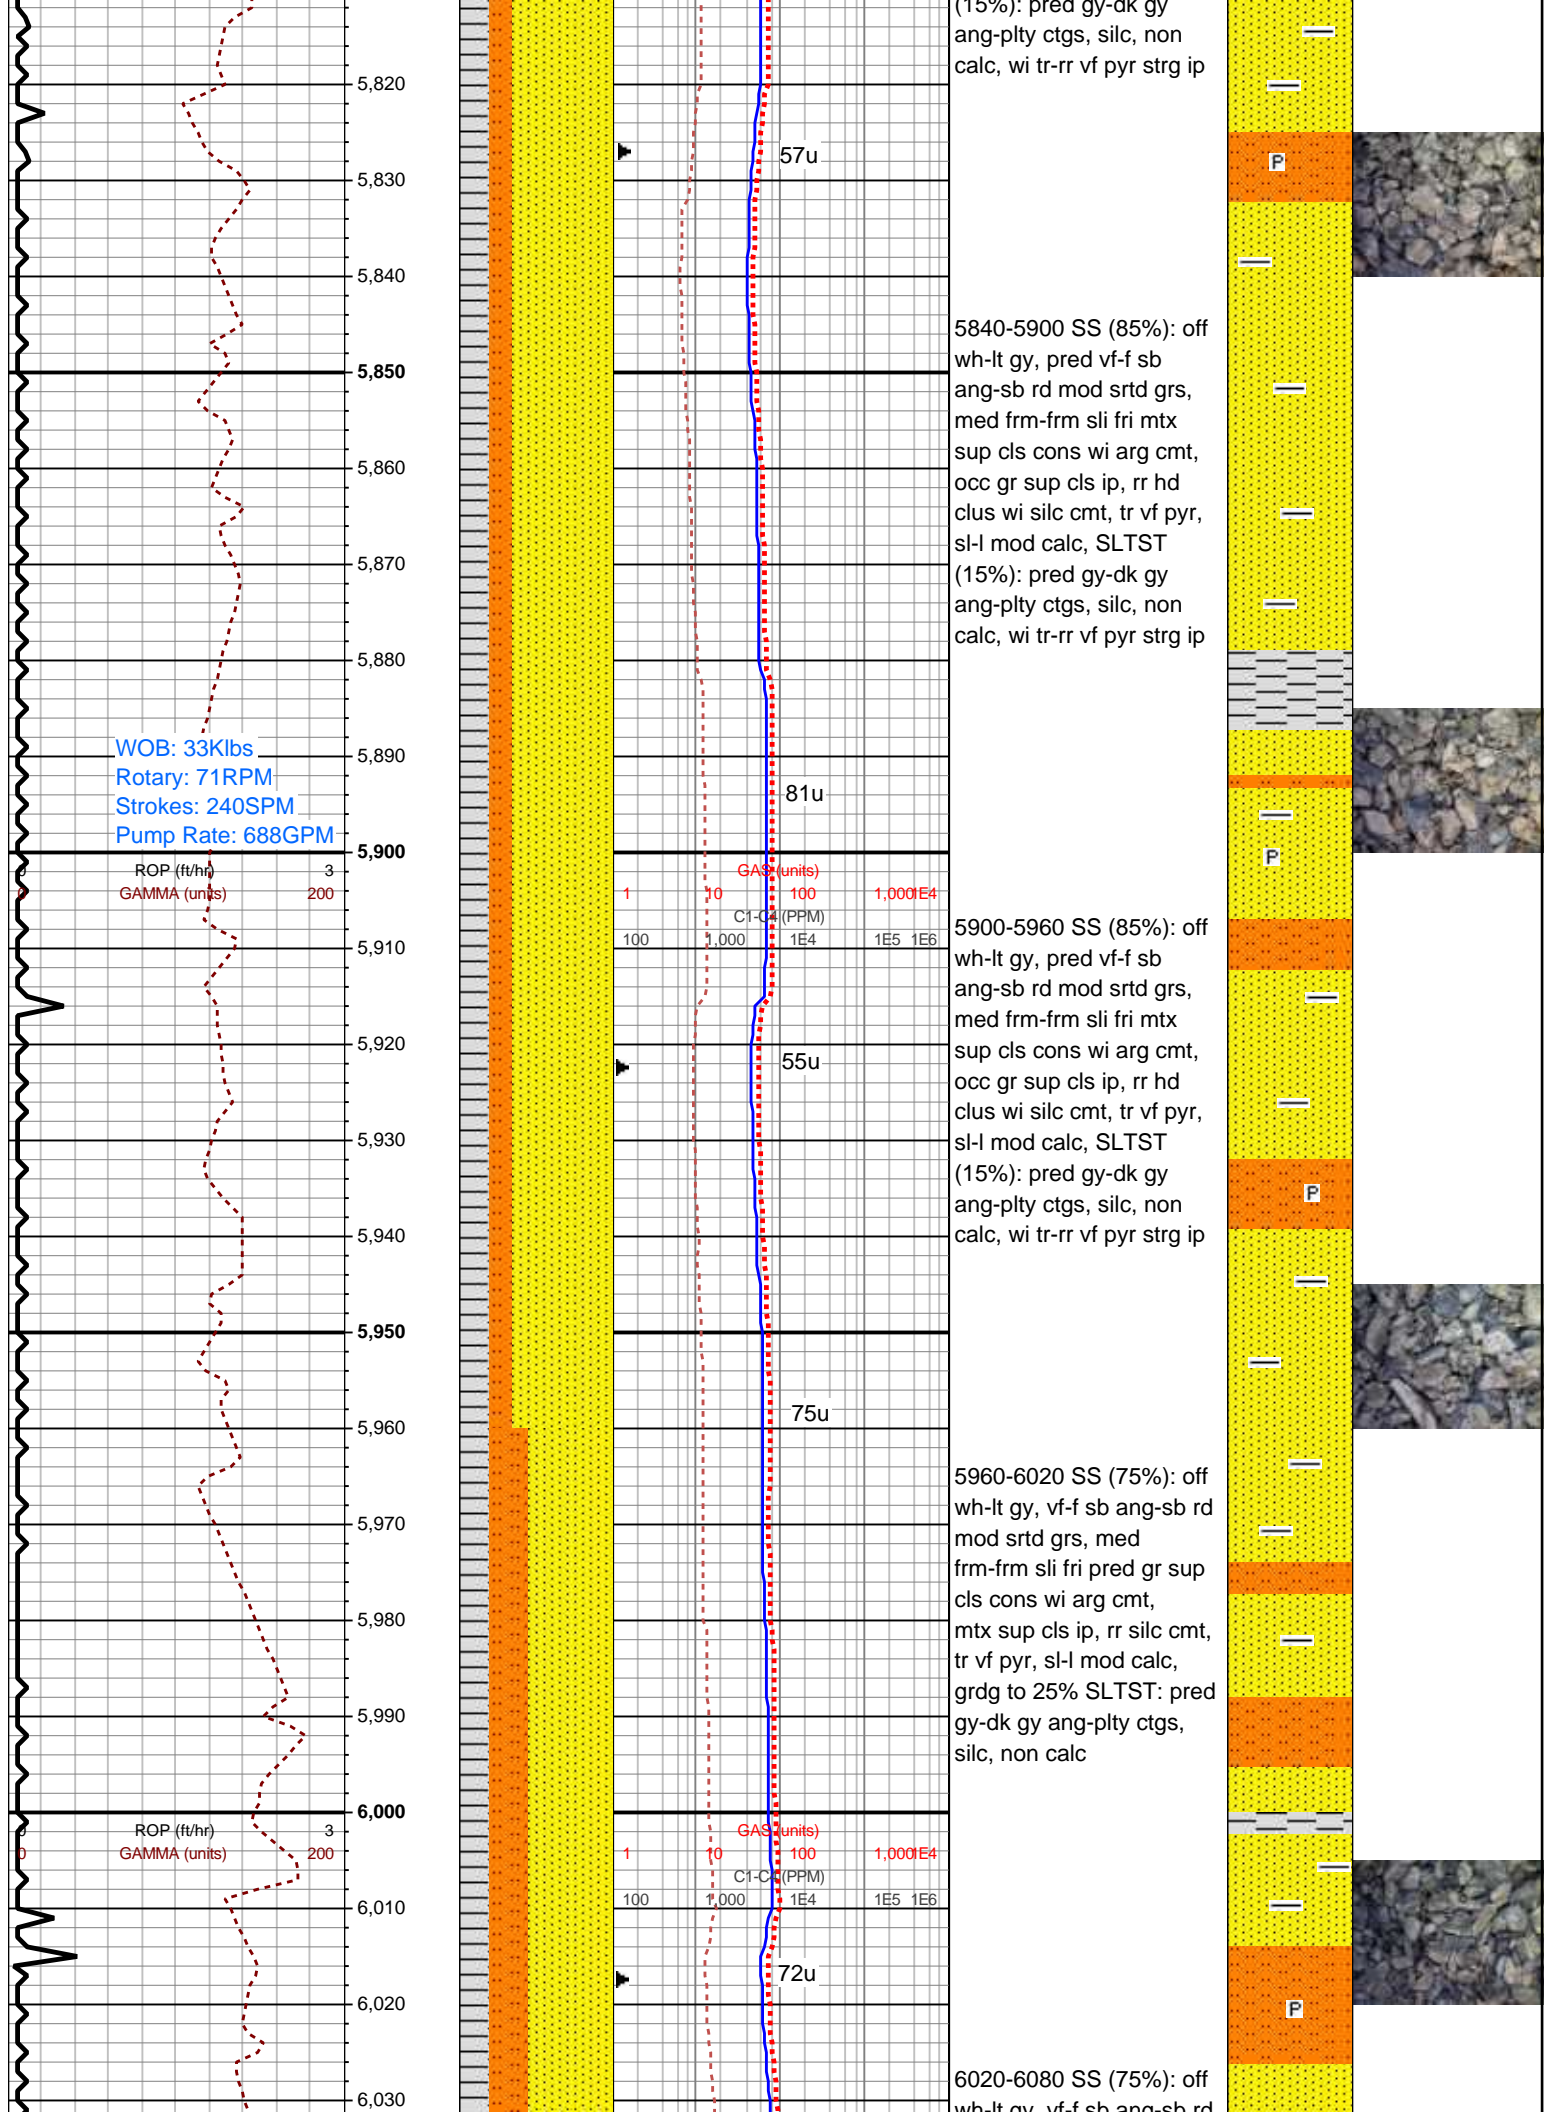 (15%): pred gy-dk gy
ang-plty ctgs, silc, non
calc, wi tr-rr vf pyr strg ip
5,820
57u
P
5,830
5,840
5840-5900 SS (85%): off
wh-lt gy, pred vf-f sb
ang-sb rd mod srtd grs,
med frm-frm sli fri mtx
sup cls cons wi arg cmt,
occ gr sup cls ip, rr hd
clus wi silc cmt, tr vf pyr,
sl-l mod calc, SLTST
(15%): pred gy-dk gy
ang-plty ctgs, silc, non
calc, wi tr-rr vf pyr strg ip
5,850
5,860
5,870
5,880
WOB: 33Klbs
Rotary: 71RPM
Strokes: 240SPM
Pump Rate: 688GPM
5,890
81u
5,900
P
0 ROP (ft/hr) 3
0 GAMMA (units) 200
GAS (units)
1 10 100 1,000 1E4
C1-C4 (PPM)
100 1,000 1E4 1E5 1E6
5,910
5900-5960 SS (85%): off
wh-lt gy, pred vf-f sb
ang-sb rd mod srtd grs,
med frm-frm sli fri mtx
sup cls cons wi arg cmt,
occ gr sup cls ip, rr hd
clus wi silc cmt, tr vf pyr,
sl-l mod calc, SLTST
(15%): pred gy-dk gy
ang-plty ctgs, silc, non
calc, wi tr-rr vf pyr strg ip
5,920
55u
5,930
P
5,940
5,950
75u
5,960
5960-6020 SS (75%): off
wh-lt gy, vf-f sb ang-sb rd
mod srtd grs, med
frm-frm sli fri pred gr sup
cls cons wi arg cmt,
mtx sup cls ip, rr silc cmt,
tr vf pyr, sl-l mod calc,
grdg to 25% SLTST: pred
gy-dk gy ang-plty ctgs,
silc, non calc
5,970
5,980
5,990
6,000
0 ROP (ft/hr) 3
0 GAMMA (units) 200
GAS (units)
1 10 100 1,000 1E4
C1-C4 (PPM)
100 1,000 1E4 1E5 1E6
6,010
72u
6,020
P
6,030
6020-6080 SS (75%): off
wh-lt gy, vf-f sb ang-sb rd